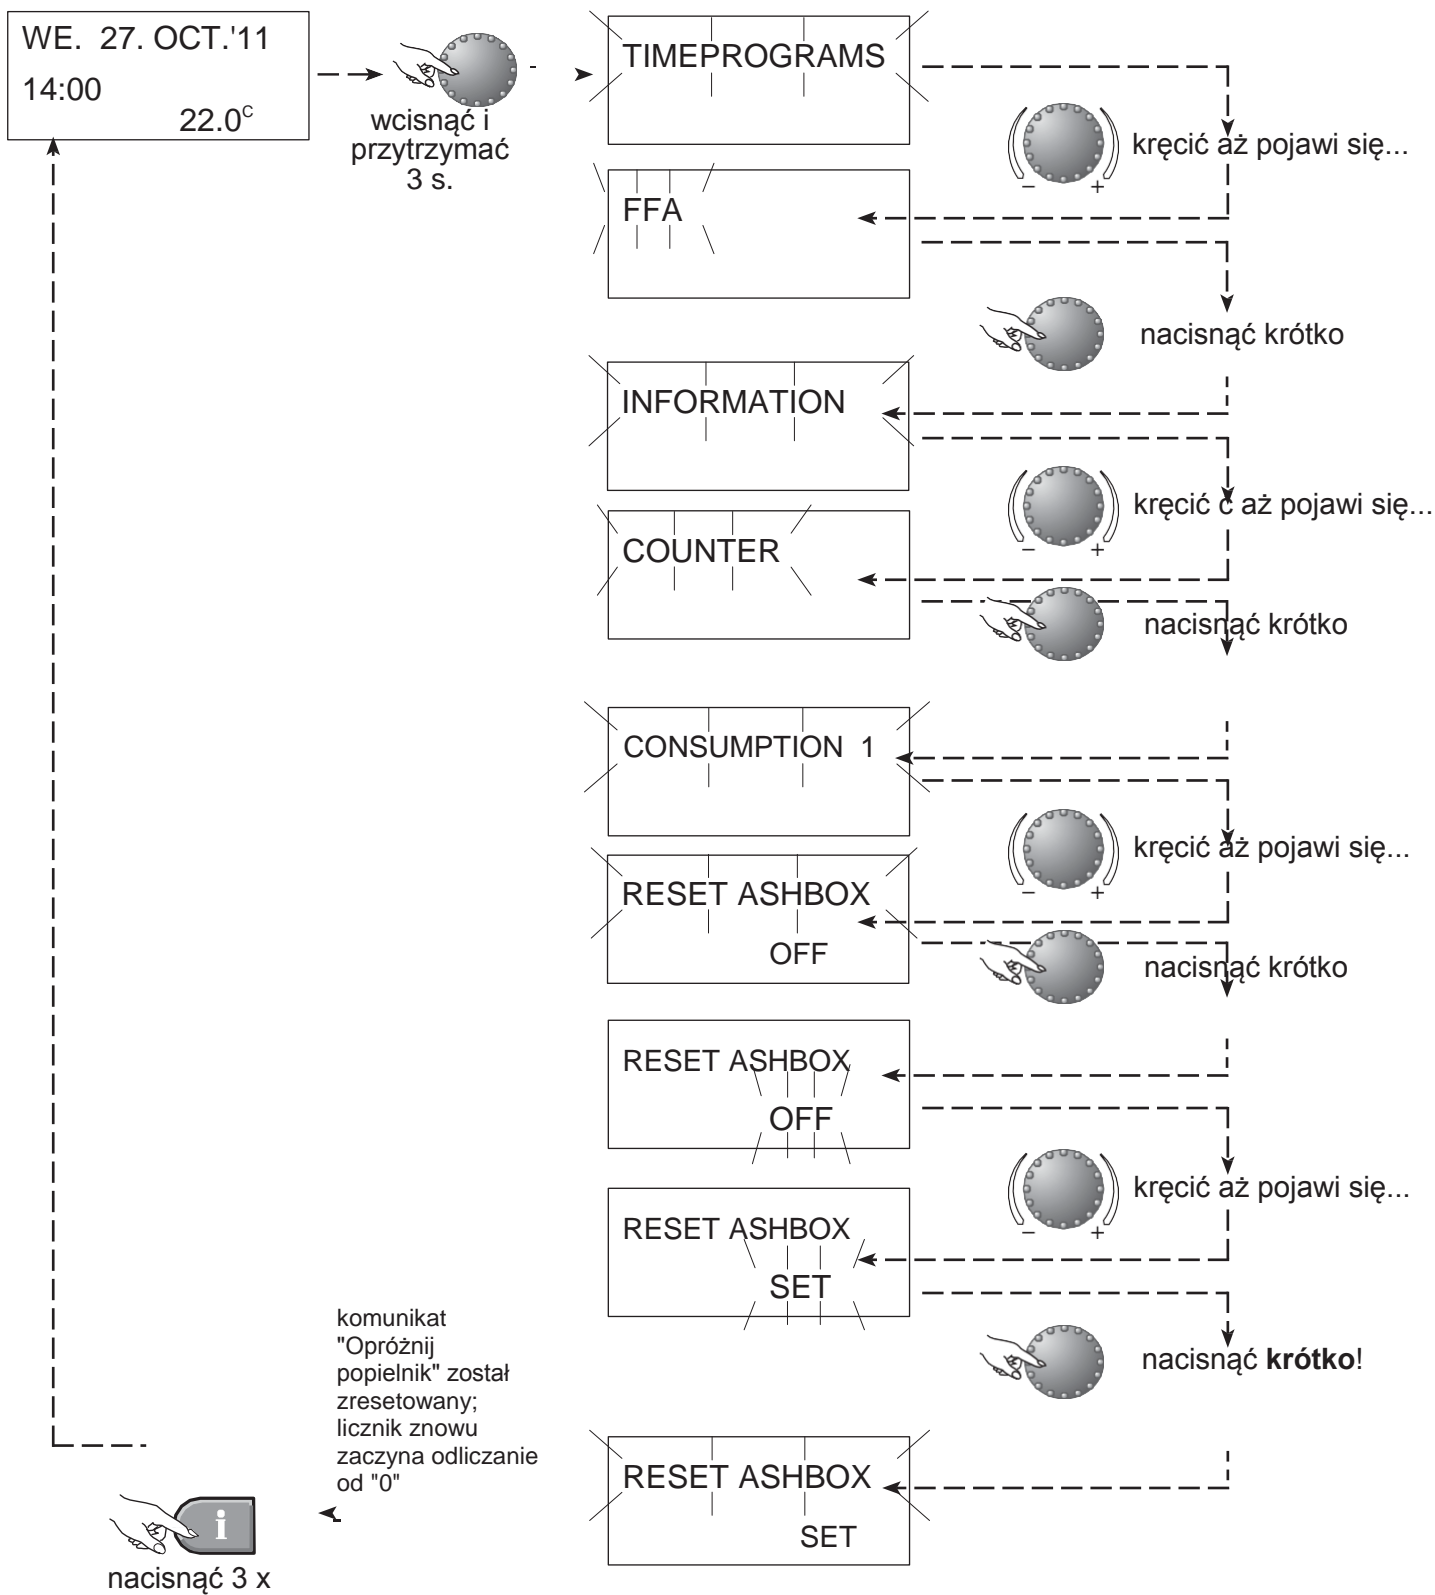 WE. 27. OCT.'11
14:00
22.0°C
wcisnąć i
przytrzymać
3 s.
TIMEPROGRAMS
kręcić aż pojawi się...
– +
FFA
nacisnąć krótko
INFORMATION
kręcić ć aż pojawi się...
– +
COUNTER
nacisnąć krótko
CONSUMPTION 1
kręcić aż pojawi się...
– +
RESET ASHBOX
OFF
nacisnąć krótko
RESET ASHBOX
OFF
kręcić aż pojawi się...
– +
RESET ASHBOX
SET
nacisnąć krótko!
komunikat
"Opróżnij
popielnik" został
zresetowany;
licznik znowu
zaczyna odliczanie
od "0"
RESET ASHBOX
SET
i
nacisnąć 3 x